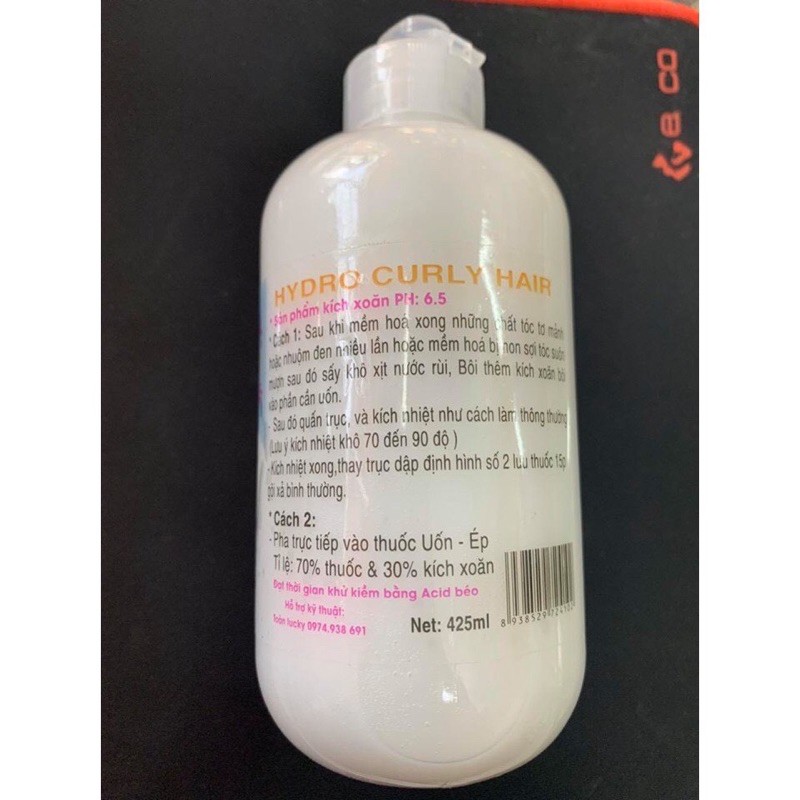 HYDRO CURLY HAIR
* Sản phẩm kích xoăn PH: 6.5
* Cách 1: Sau khi mềm hoá xong những chất tóc tơ mảnh
hoặc nhuộm đen nhiều lần hoặc mềm hoá bị non sợi tóc suôn
mượn sau đó sấy khô xịt nước rùi, Bôi thêm kích xoăn bôi
vào phần cần uốn.
- Sau đó quấn trục, và kích nhiệt như cách làm thông thường
(Lưu ý kích nhiệt khô 70 đến 90 độ )
- Kích nhiệt xong,thay trục dập định hình số 2 lưu thuốc 15p
gội xả bình thường.
* Cách 2:
- Pha trực tiếp vào thuốc Uốn - Ép
Tỉ lệ: 70% thuốc & 30% kích xoăn
Đạt thời gian khử kiềm bằng Acid béo
Hỗ trợ kỹ thuật:
Toàn lucky 0974.938 691
Net: 425ml
CO